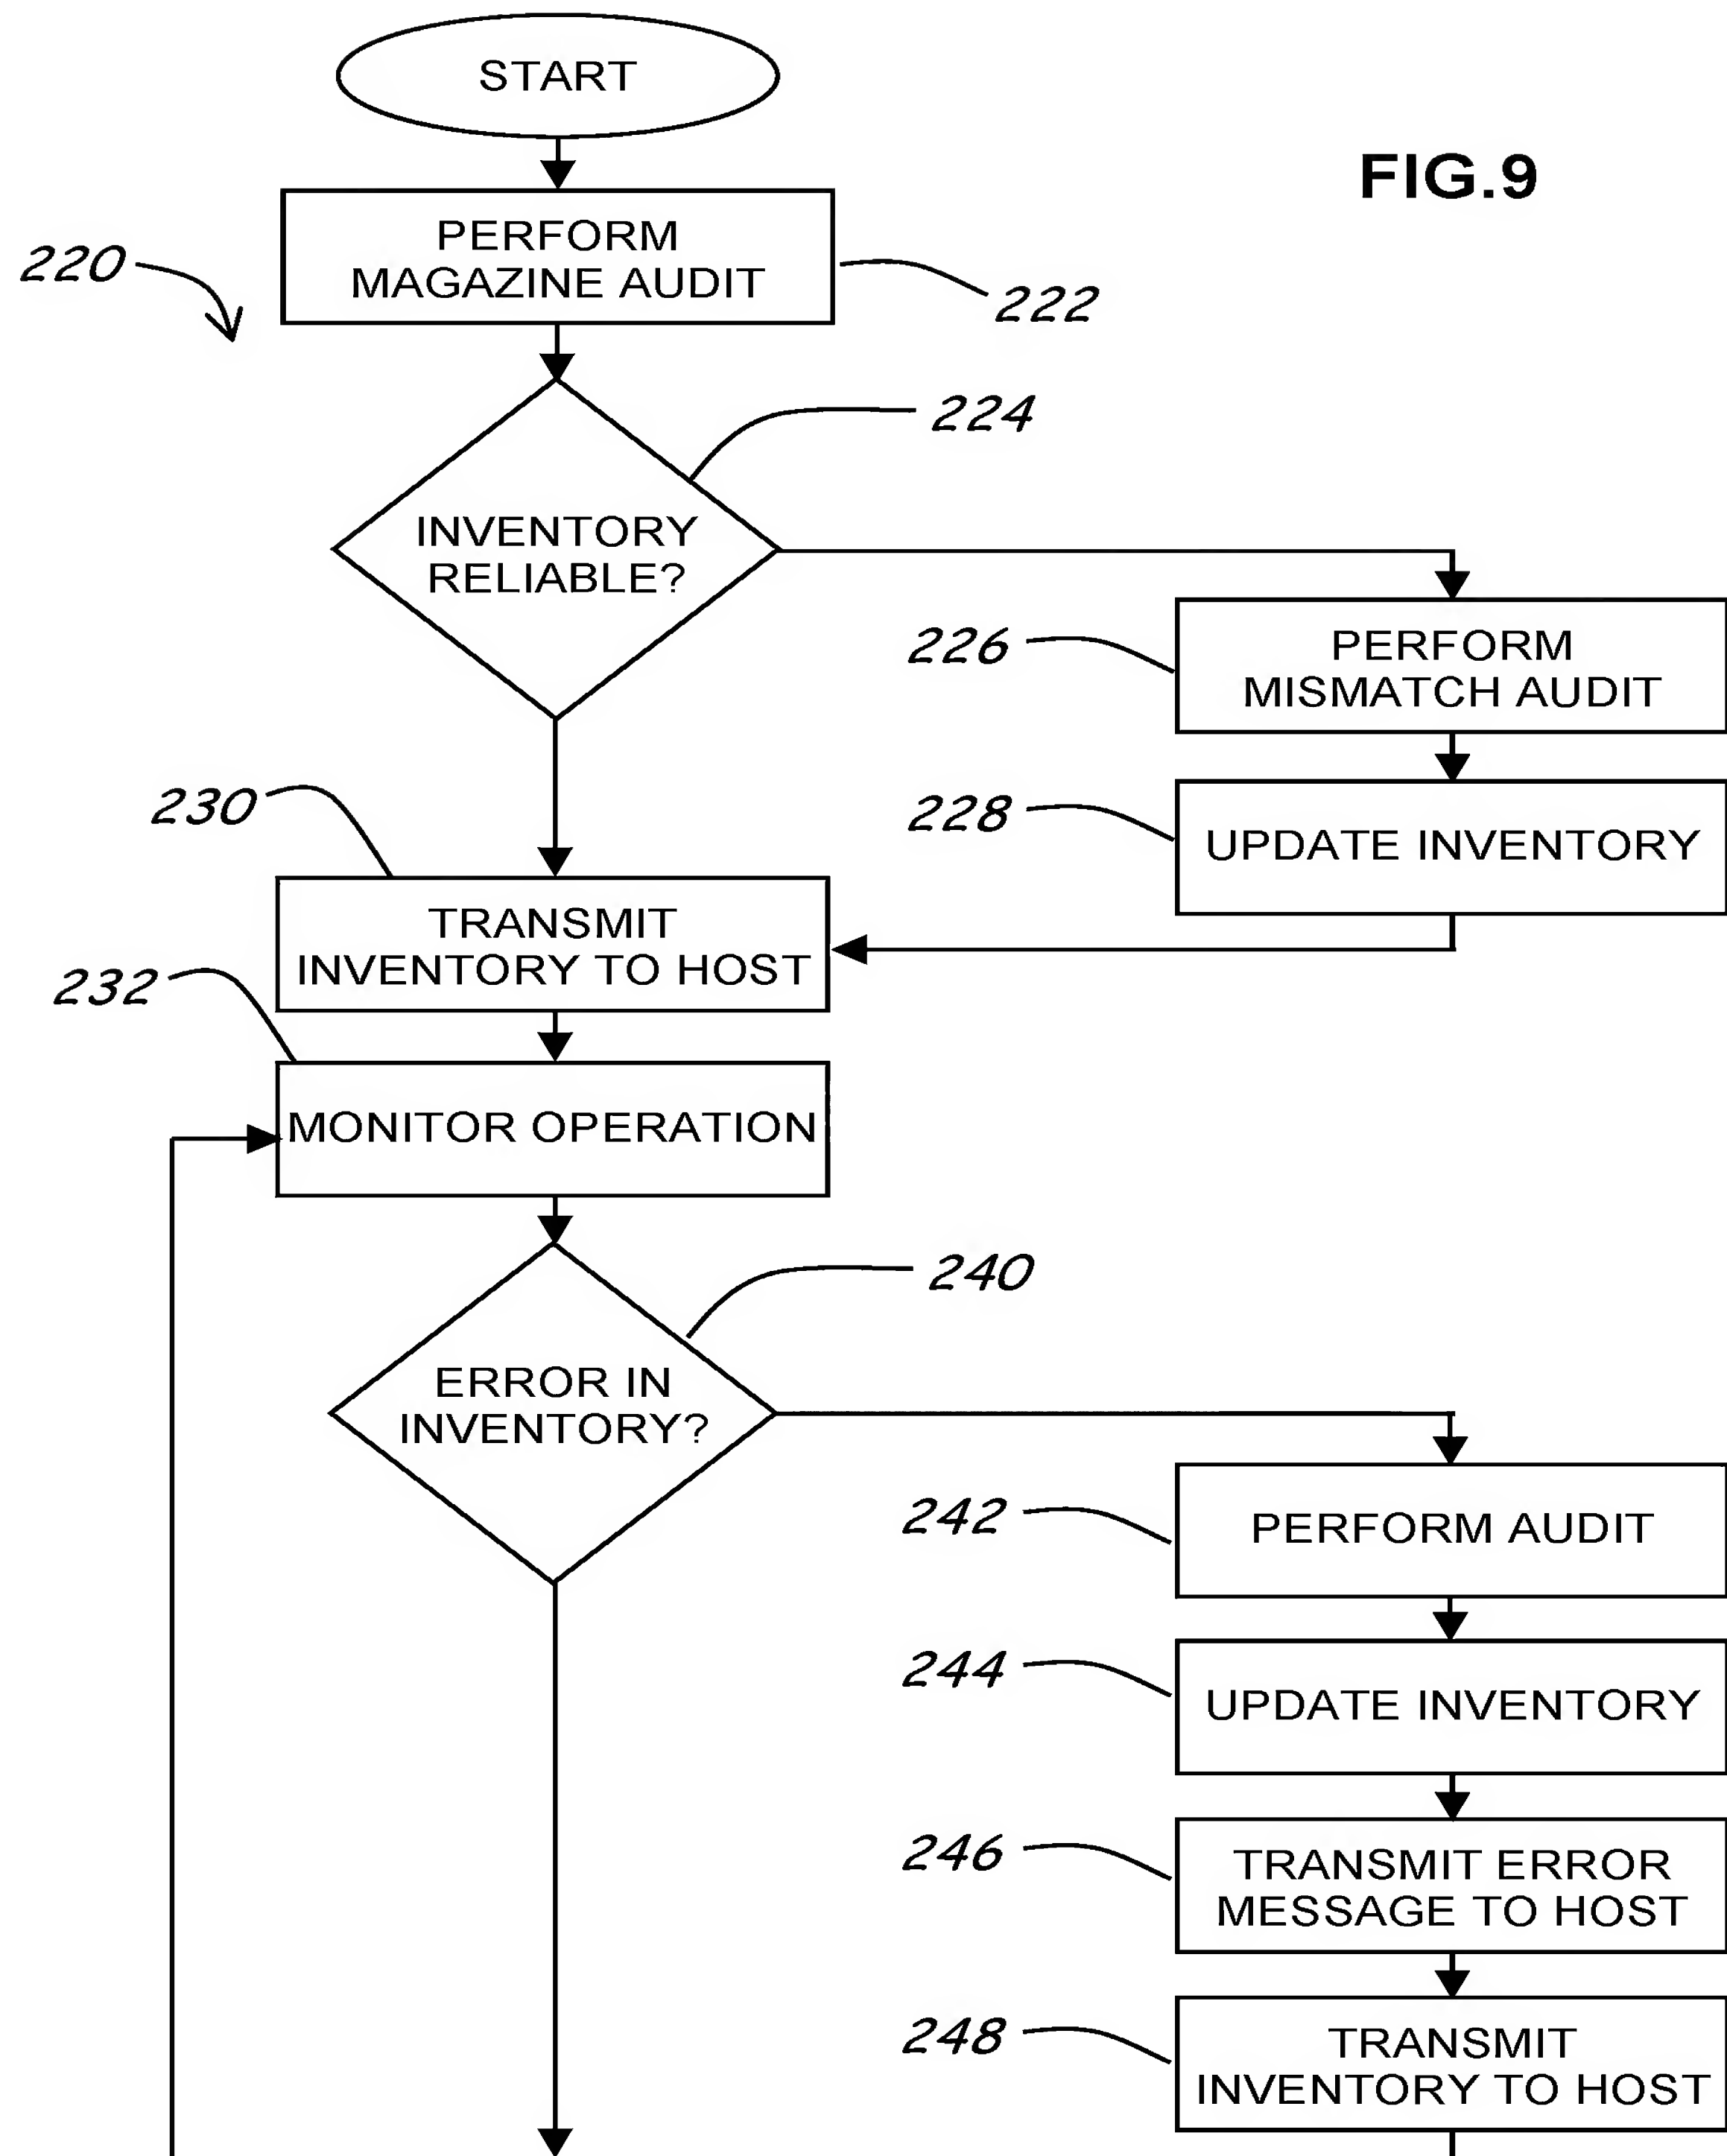 START
FIG.9
PERFORM
MAGAZINE AUDIT
220
222
224
INVENTORY
RELIABLE?
226
PERFORM
MISMATCH AUDIT
230
228
UPDATE INVENTORY
TRANSMIT
INVENTORY TO HOST
232
MONITOR OPERATION
240
ERROR IN
INVENTORY?
242
PERFORM AUDIT
244
UPDATE INVENTORY
246
TRANSMIT ERROR
MESSAGE TO HOST
248
TRANSMIT
INVENTORY TO HOST